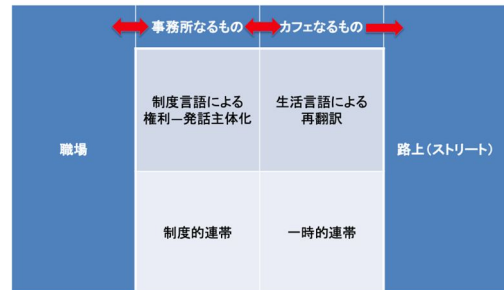 事務所なるもの
カフェなるもの
職場
制度言語による
権利—発話主体化
生活言語による
再翻訳
路上(ストリート)
制度的連帯
一時的連帯